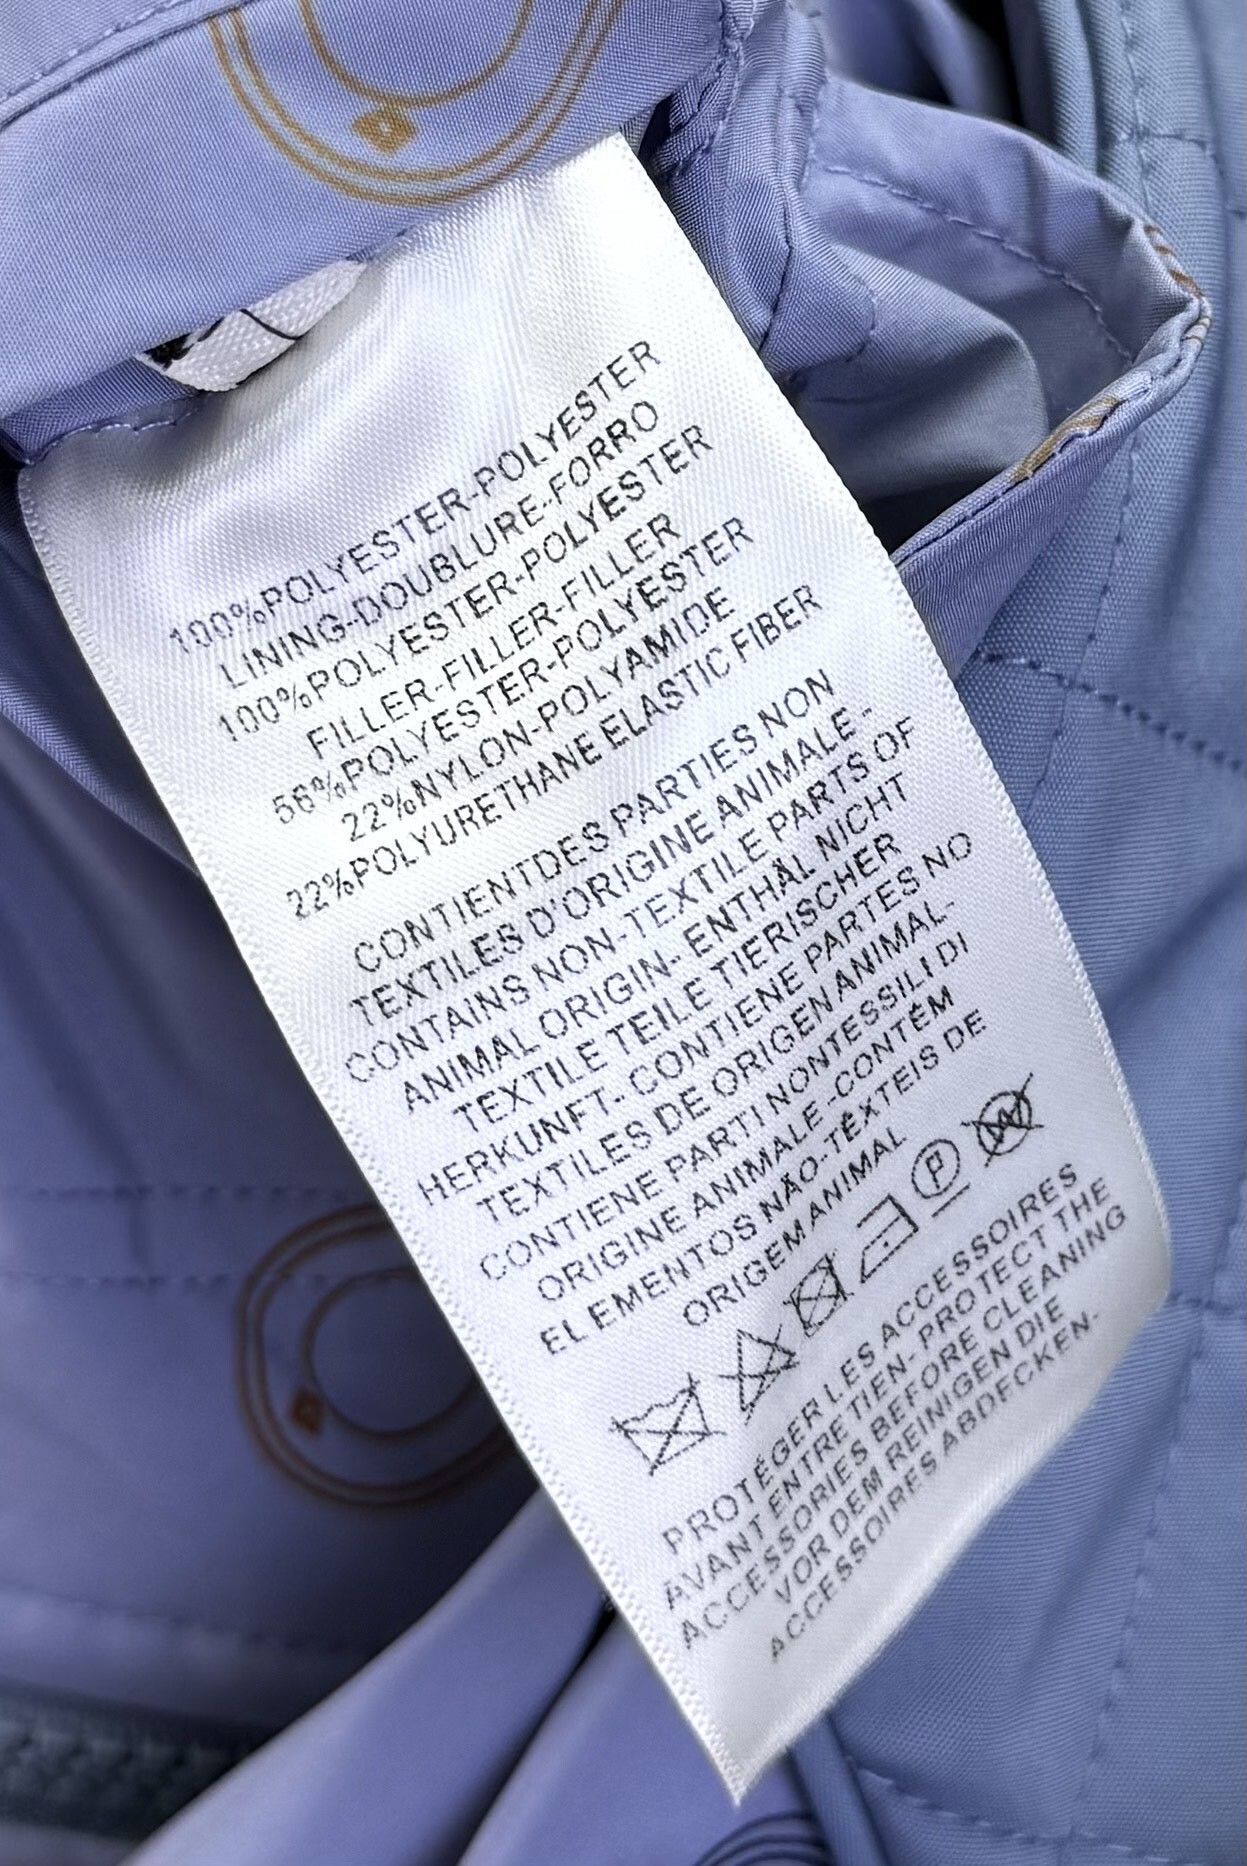 100%POLYESTER-POLYESTER
LINING-DOUBLURE-FORRO
100%POLYESTER-POLYESTER
FILLER-FILLER-FILLER
56%POLYESTER-POLYESTER
22%NYLON-POLYAMIDE
22%POLYURETHANE ELASTIC FIBER
CONTIENTDES PARTIES NON
TEXTILES D'ORIGINE ANIMALE -
CONTAINS NON-TEXTILE PARTS OF
ANIMAL ORIGIN- ENTHÄL NICHT
TEXTILE TEILE TIERISCHER
HERKUNFT- CONTIENE PARTES NO
TEXTILES DE ORIGEN ANIMAL-
CONTIENE PARTI NONTESSILI DI
ORIGINE ANIMALE -CONTÉM
ELEMENTOS NÃO-TÊXTEIS DE
ORIGEM ANIMAL
P W
PROTÉGER LES ACCESSOIRES
AVANT ENTRETIEN- PROTECT THE
ACCESSORIES BEFORE CLEANING
VOR DEM REINIGEN DIE
ACCESSOIRES ABDECKEN-